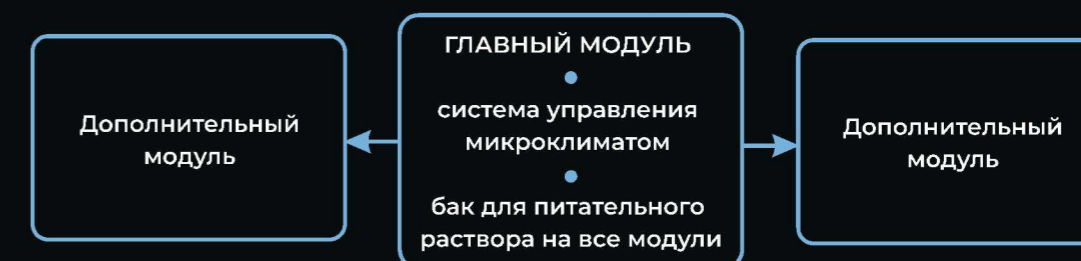 Дополнительный
модуль
ГЛАВНЫЙ МОДУЛЬ
система управления
микроклиматом
бак для питательного
раствора на все модули
Дополнительный
модуль